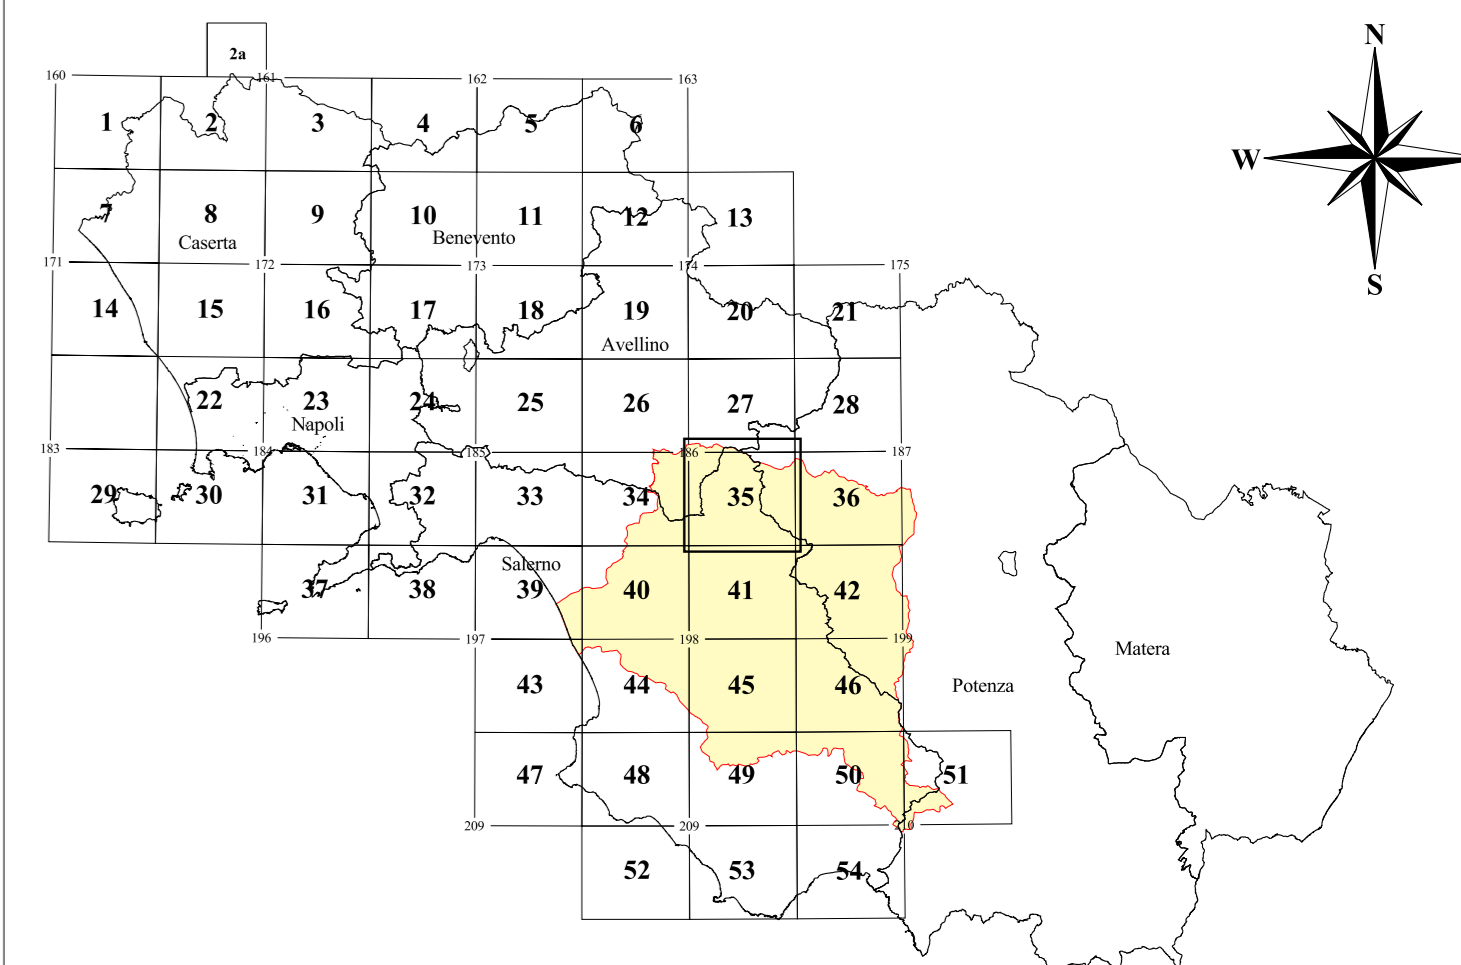 N
2a
160 161 162 163
1 2 3 4 5 6
W
7 8 9 10 11 12 13
Caserta Benevento
171 172 173 174 175
S
14 15 16 17 18 19 20 21
Avellino
22 23 24 25 26 27 28
Napoli
183 184 185 186 187
29 30 31 32 33 34 35 36
Salerno
37 38 39 40 41 42
196 197 198 199
Matera
43 44 45 46 Potenza
47 48 49 50 51
209 209 210
52 53 54